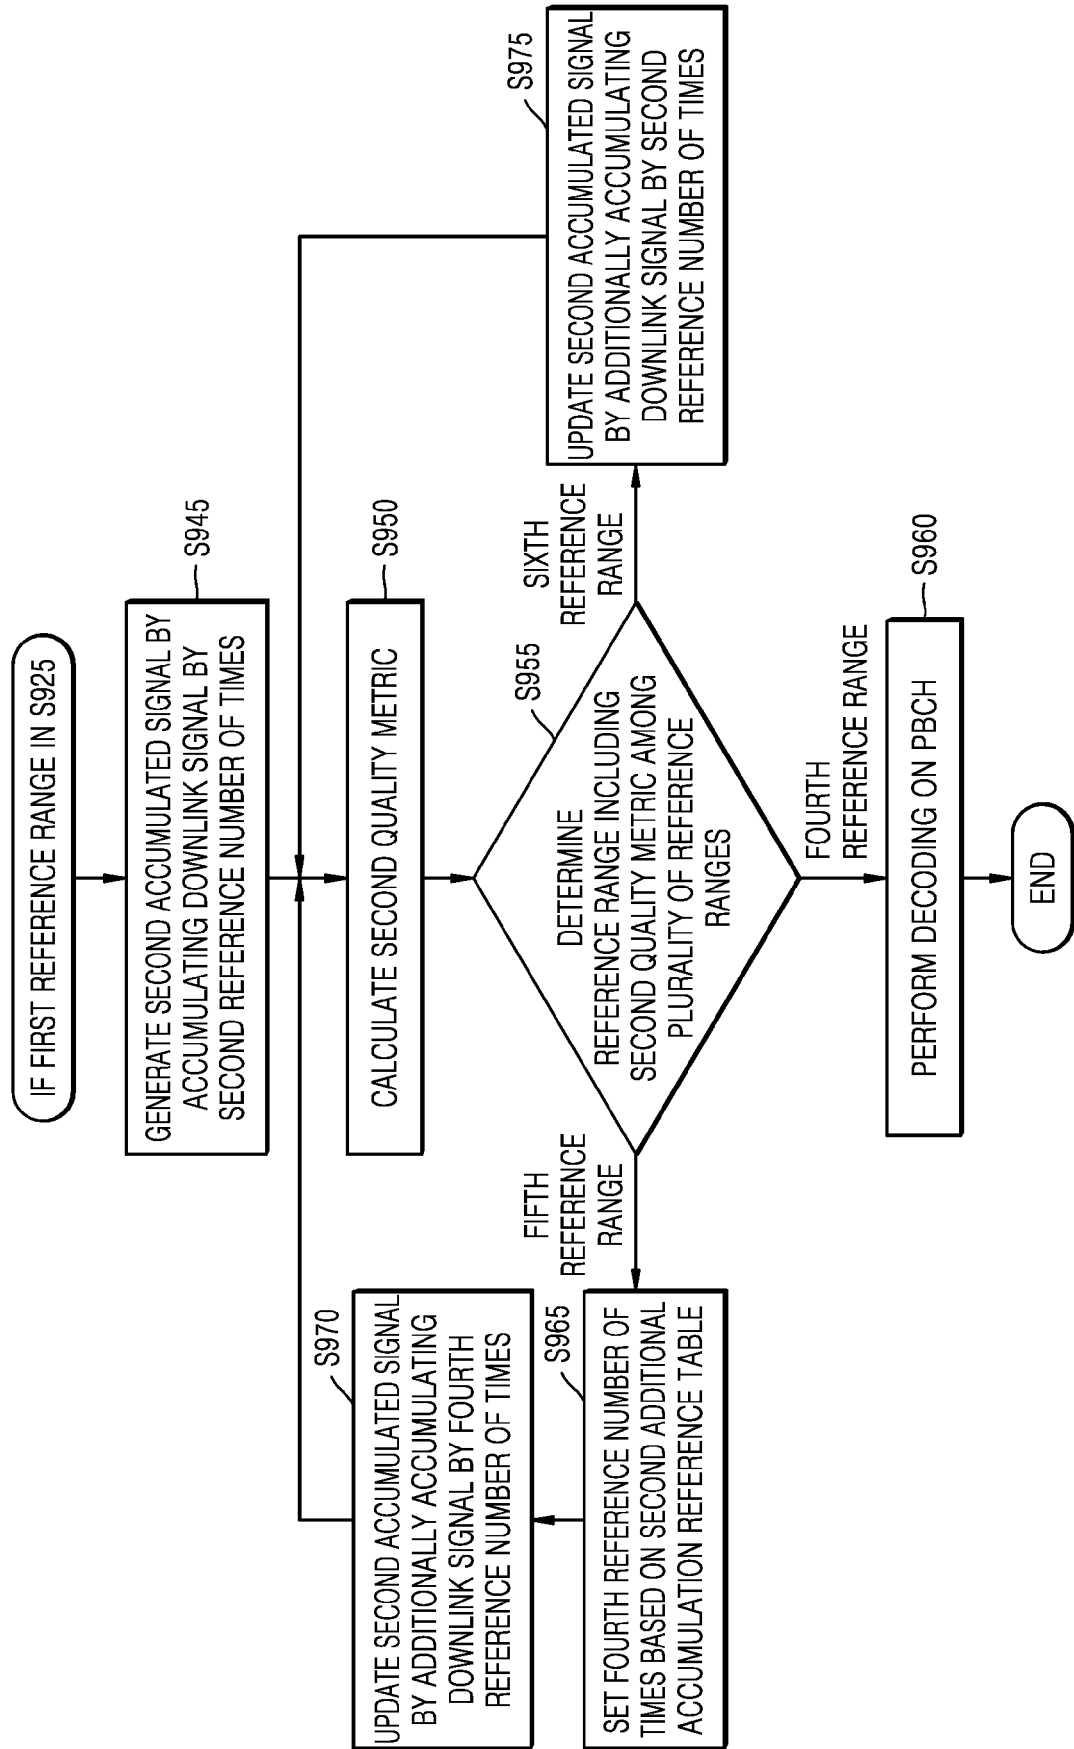 IF FIRST REFERENCE RANGE IN S925
GENERATE SECOND ACCUMULATED SIGNAL BY
ACCUMULATING DOWNLINK SIGNAL BY
SECOND REFERENCE NUMBER OF TIMES
S945
CALCULATE SECOND QUALITY METRIC
S950
DETERMINE
REFERENCE RANGE INCLUDING
SECOND QUALITY METRIC AMONG
PLURALITY OF REFERENCE
RANGES
S955
FIFTH
REFERENCE
RANGE
SIXTH
REFERENCE
RANGE
FOURTH
REFERENCE RANGE
UPDATE SECOND ACCUMULATED SIGNAL
BY ADDITIONALLY ACCUMULATING
DOWNLINK SIGNAL BY FOURTH
REFERENCE NUMBER OF TIMES
S970
SET FOURTH REFERENCE NUMBER OF
TIMES BASED ON SECOND ADDITIONAL
ACCUMULATION REFERENCE TABLE
S965
UPDATE SECOND ACCUMULATED SIGNAL
BY ADDITIONALLY ACCUMULATING
DOWNLINK SIGNAL BY SECOND
REFERENCE NUMBER OF TIMES
S975
PERFORM DECODING ON PBCH
S960
END